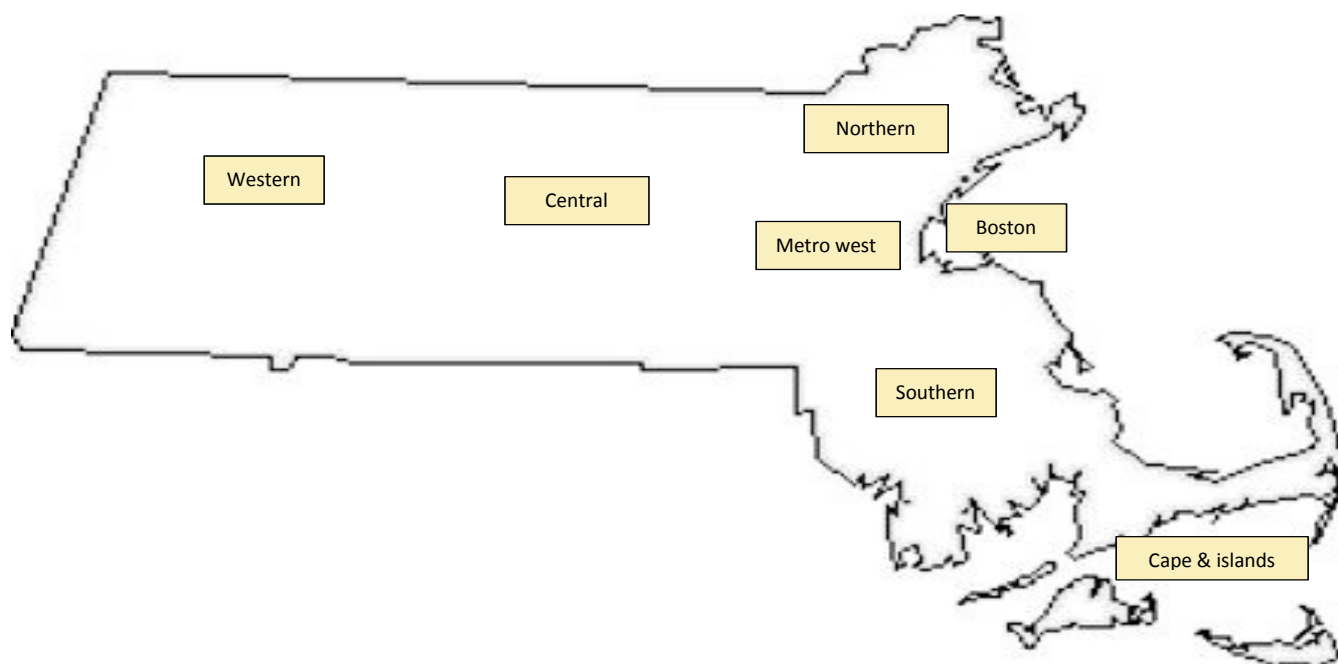 Northern
Western
Central
Boston
Metro west
Southern
Cape & islands